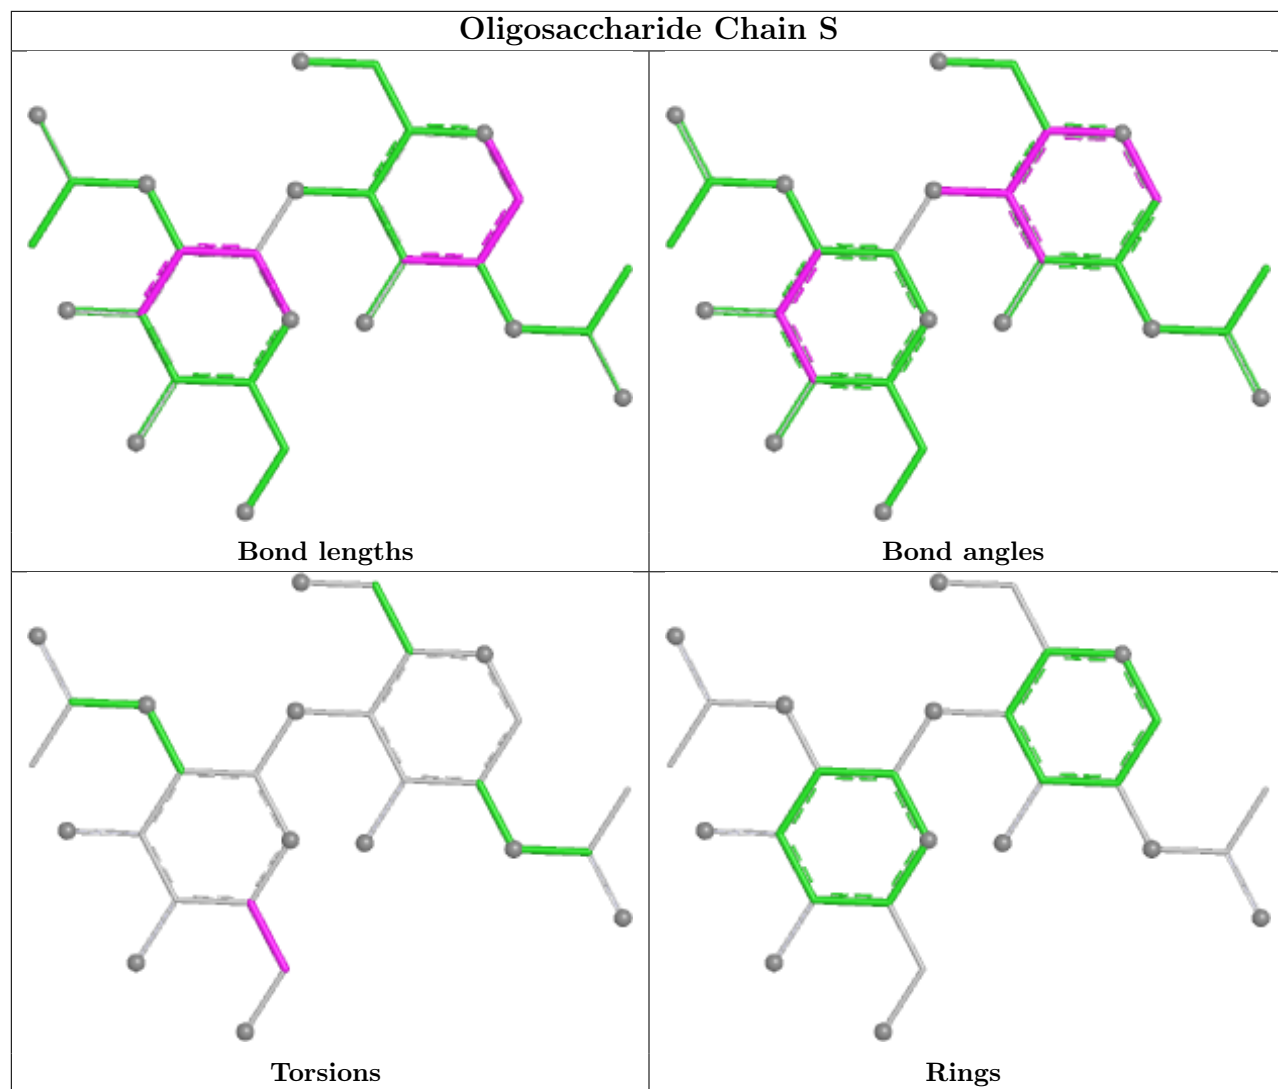 Oligosaccharide Chain S
Bond lengths
Bond angles
Torsions
Rings